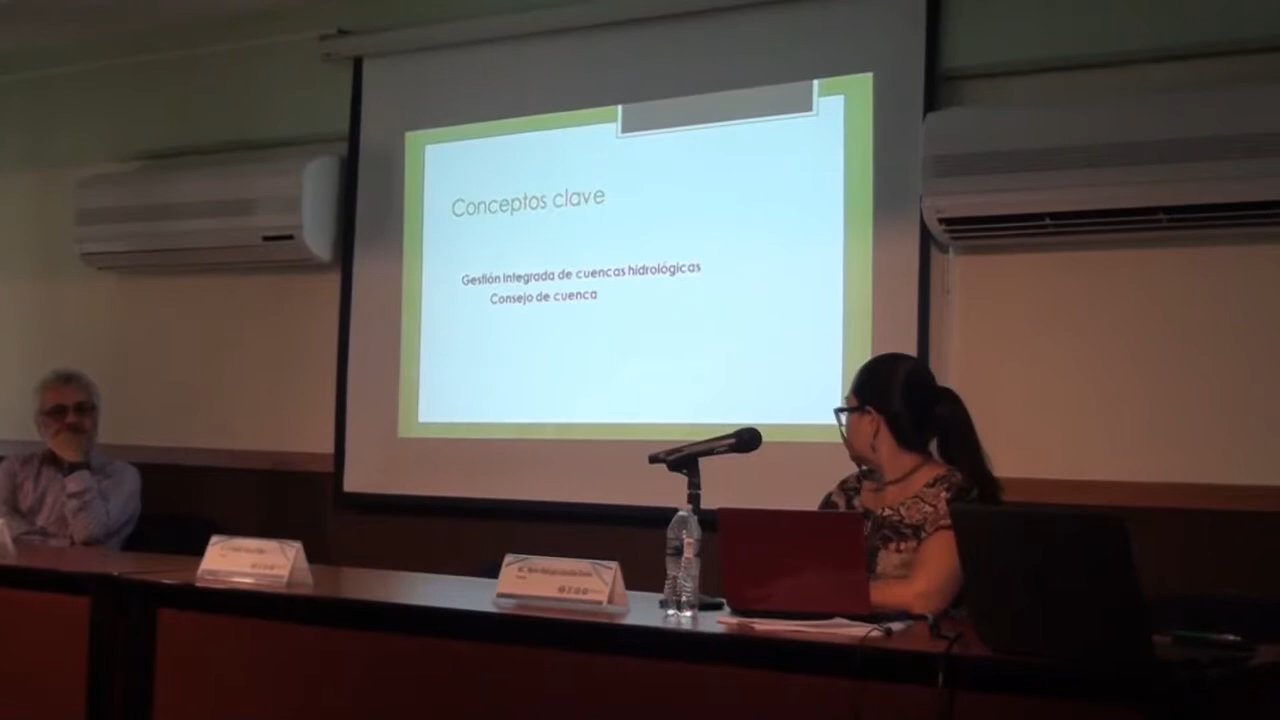 Conceptos clave
Gestión Integrada de cuencas hidrológicas
Consejo de cuenca